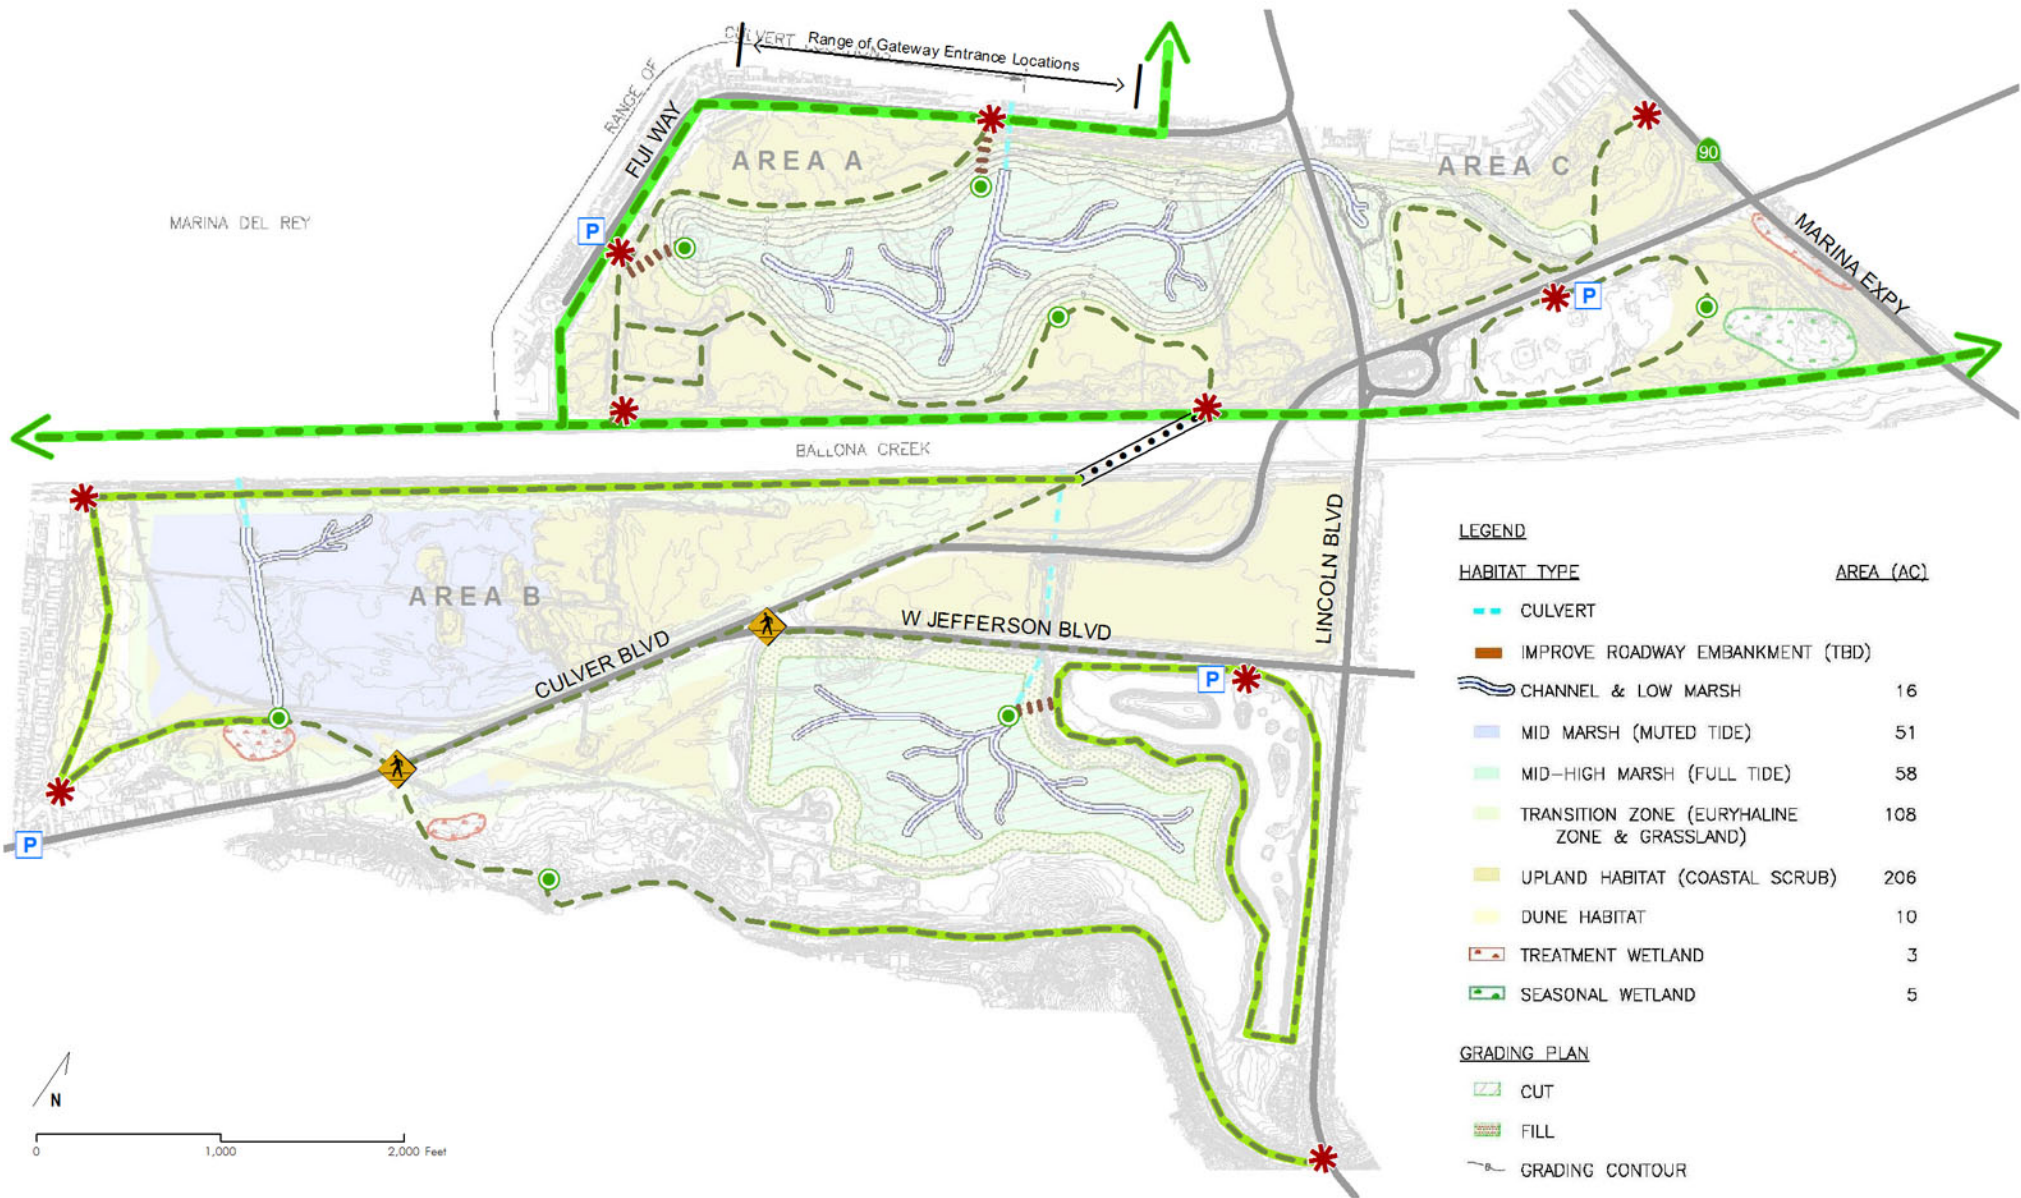 CULVERT
Range of Gateway Entrance Locations
RANGE OF
FIJI WAY
AREA A
AREA C
90
MARINA DEL REY
P
P
MARINA EXPY
BALLONA CREEK
AREA B
CULVER BLVD
W JEFFERSON BLVD
LINCOLN BLVD
P
P
N
0 1,000 2,000 Feet
LEGEND
HABITAT TYPE AREA (AC)
CULVERT
IMPROVE ROADWAY EMBANKMENT (TBD)
CHANNEL & LOW MARSH 16
MID MARSH (MUTED TIDE) 51
MID-HIGH MARSH (FULL TIDE) 58
TRANSITION ZONE (EURYHALINE 108
ZONE & GRASSLAND)
UPLAND HABITAT (COASTAL SCRUB) 206
DUNE HABITAT 10
TREATMENT WETLAND 3
SEASONAL WETLAND 5
GRADING PLAN
CUT
FILL
GRADING CONTOUR